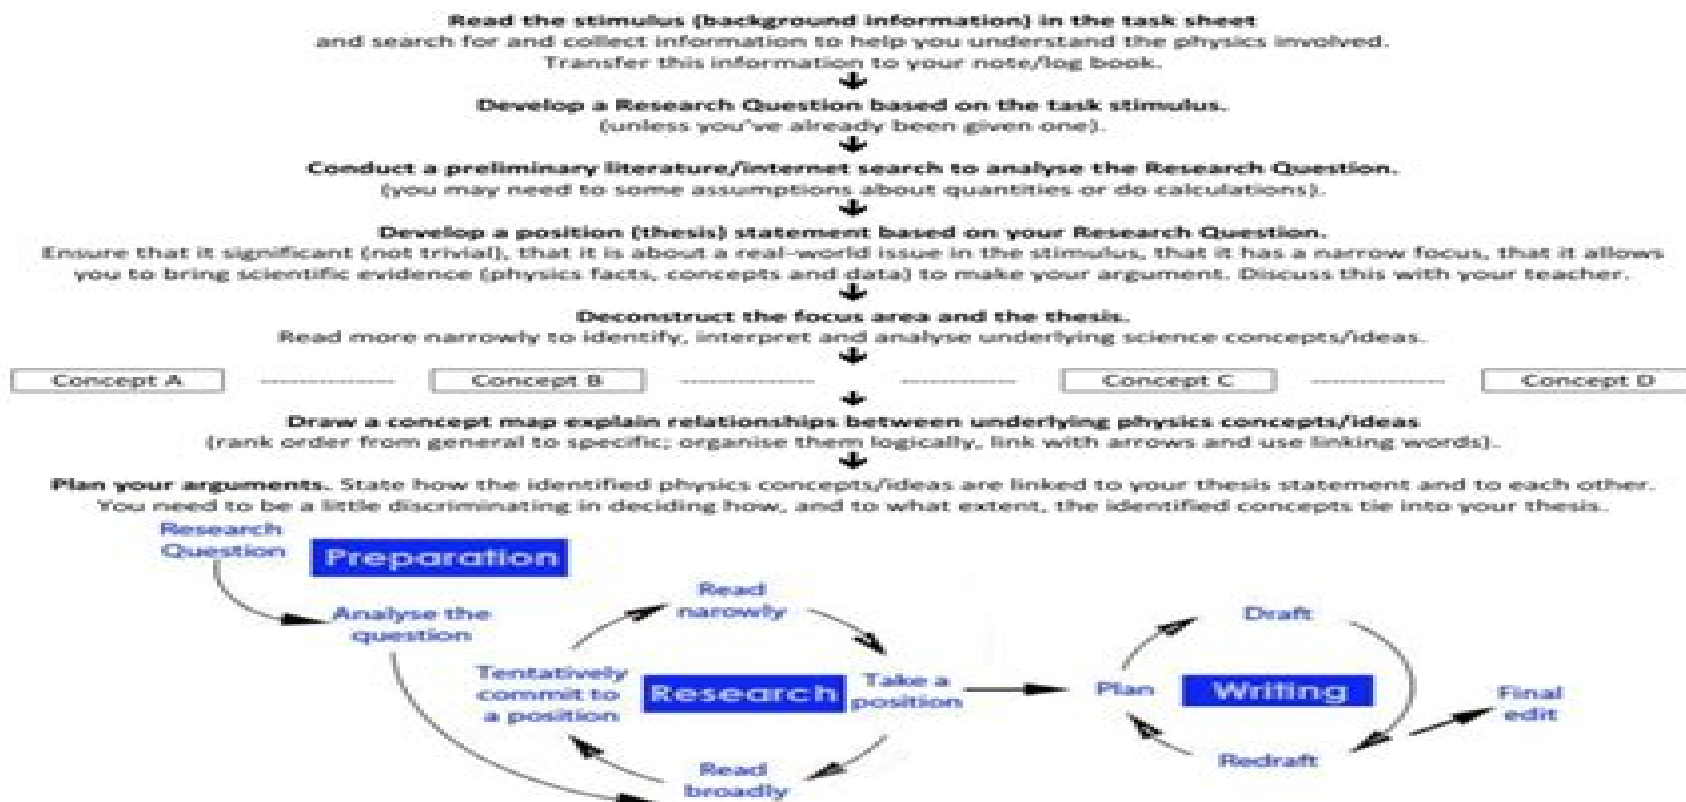 Read the stimulus (background information) in the task sheet
and search for and collect information to help you understand the physics involved.
Transfer this information to your note/log book.
Develop a Research Question based on the task stimulus.
(unless you've already been given one).
Conduct a preliminary literature/internet search to analyse the Research Question.
(you may need to some assumptions about quantities or do calculations).
Develop a position (thesis) statement based on your Research Question.
Ensure that it significant (not trivial), that it is about a real-world issue in the stimulus, that it has a narrow focus, that it allows
you to bring scientific evidence (physics facts, concepts and data) to make your argument. Discuss this with your teacher.
Deconstruct the focus area and the thesis.
Read more narrowly to identify, interpret and analyse underlying science concepts/ideas.
Concept A ---------------- Concept B ---------------- ---------------- Concept C ---------------- Concept D
Draw a concept map explain relationships between underlying physics concepts/ideas
(rank order from general to specific; organise them logically, link with arrows and use linking words).
Plan your arguments. State how the identified physics concepts/ideas are linked to your thesis statement and to each other.
You need to be a little discriminating in deciding how, and to what extent, the identified concepts tie into your thesis.
Research
Question
Preparation
Analyse the
question
Read
narrowly
Tentatively
commit to
a position
Research
Take a
position
Read
broadly
Draft
Plan
Writing
Redraft
Final
edit